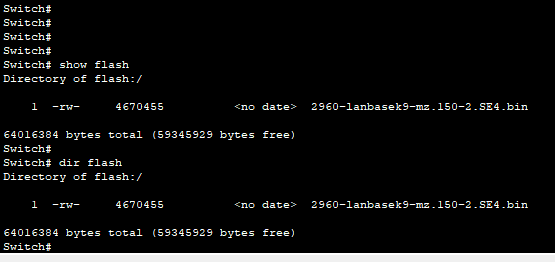 Switch#
Switch#
Switch#
Switch#
Switch# show flash
Directory of flash:/
1 -rw- 4670455 <no date> 2960-lanbasek9-mz.150-2.SE4.bin
64016384 bytes total (59345929 bytes free)
Switch#
Switch# dir flash
Directory of flash:/
1 -rw- 4670455 <no date> 2960-lanbasek9-mz.150-2.SE4.bin
64016384 bytes total (59345929 bytes free)
Switch#